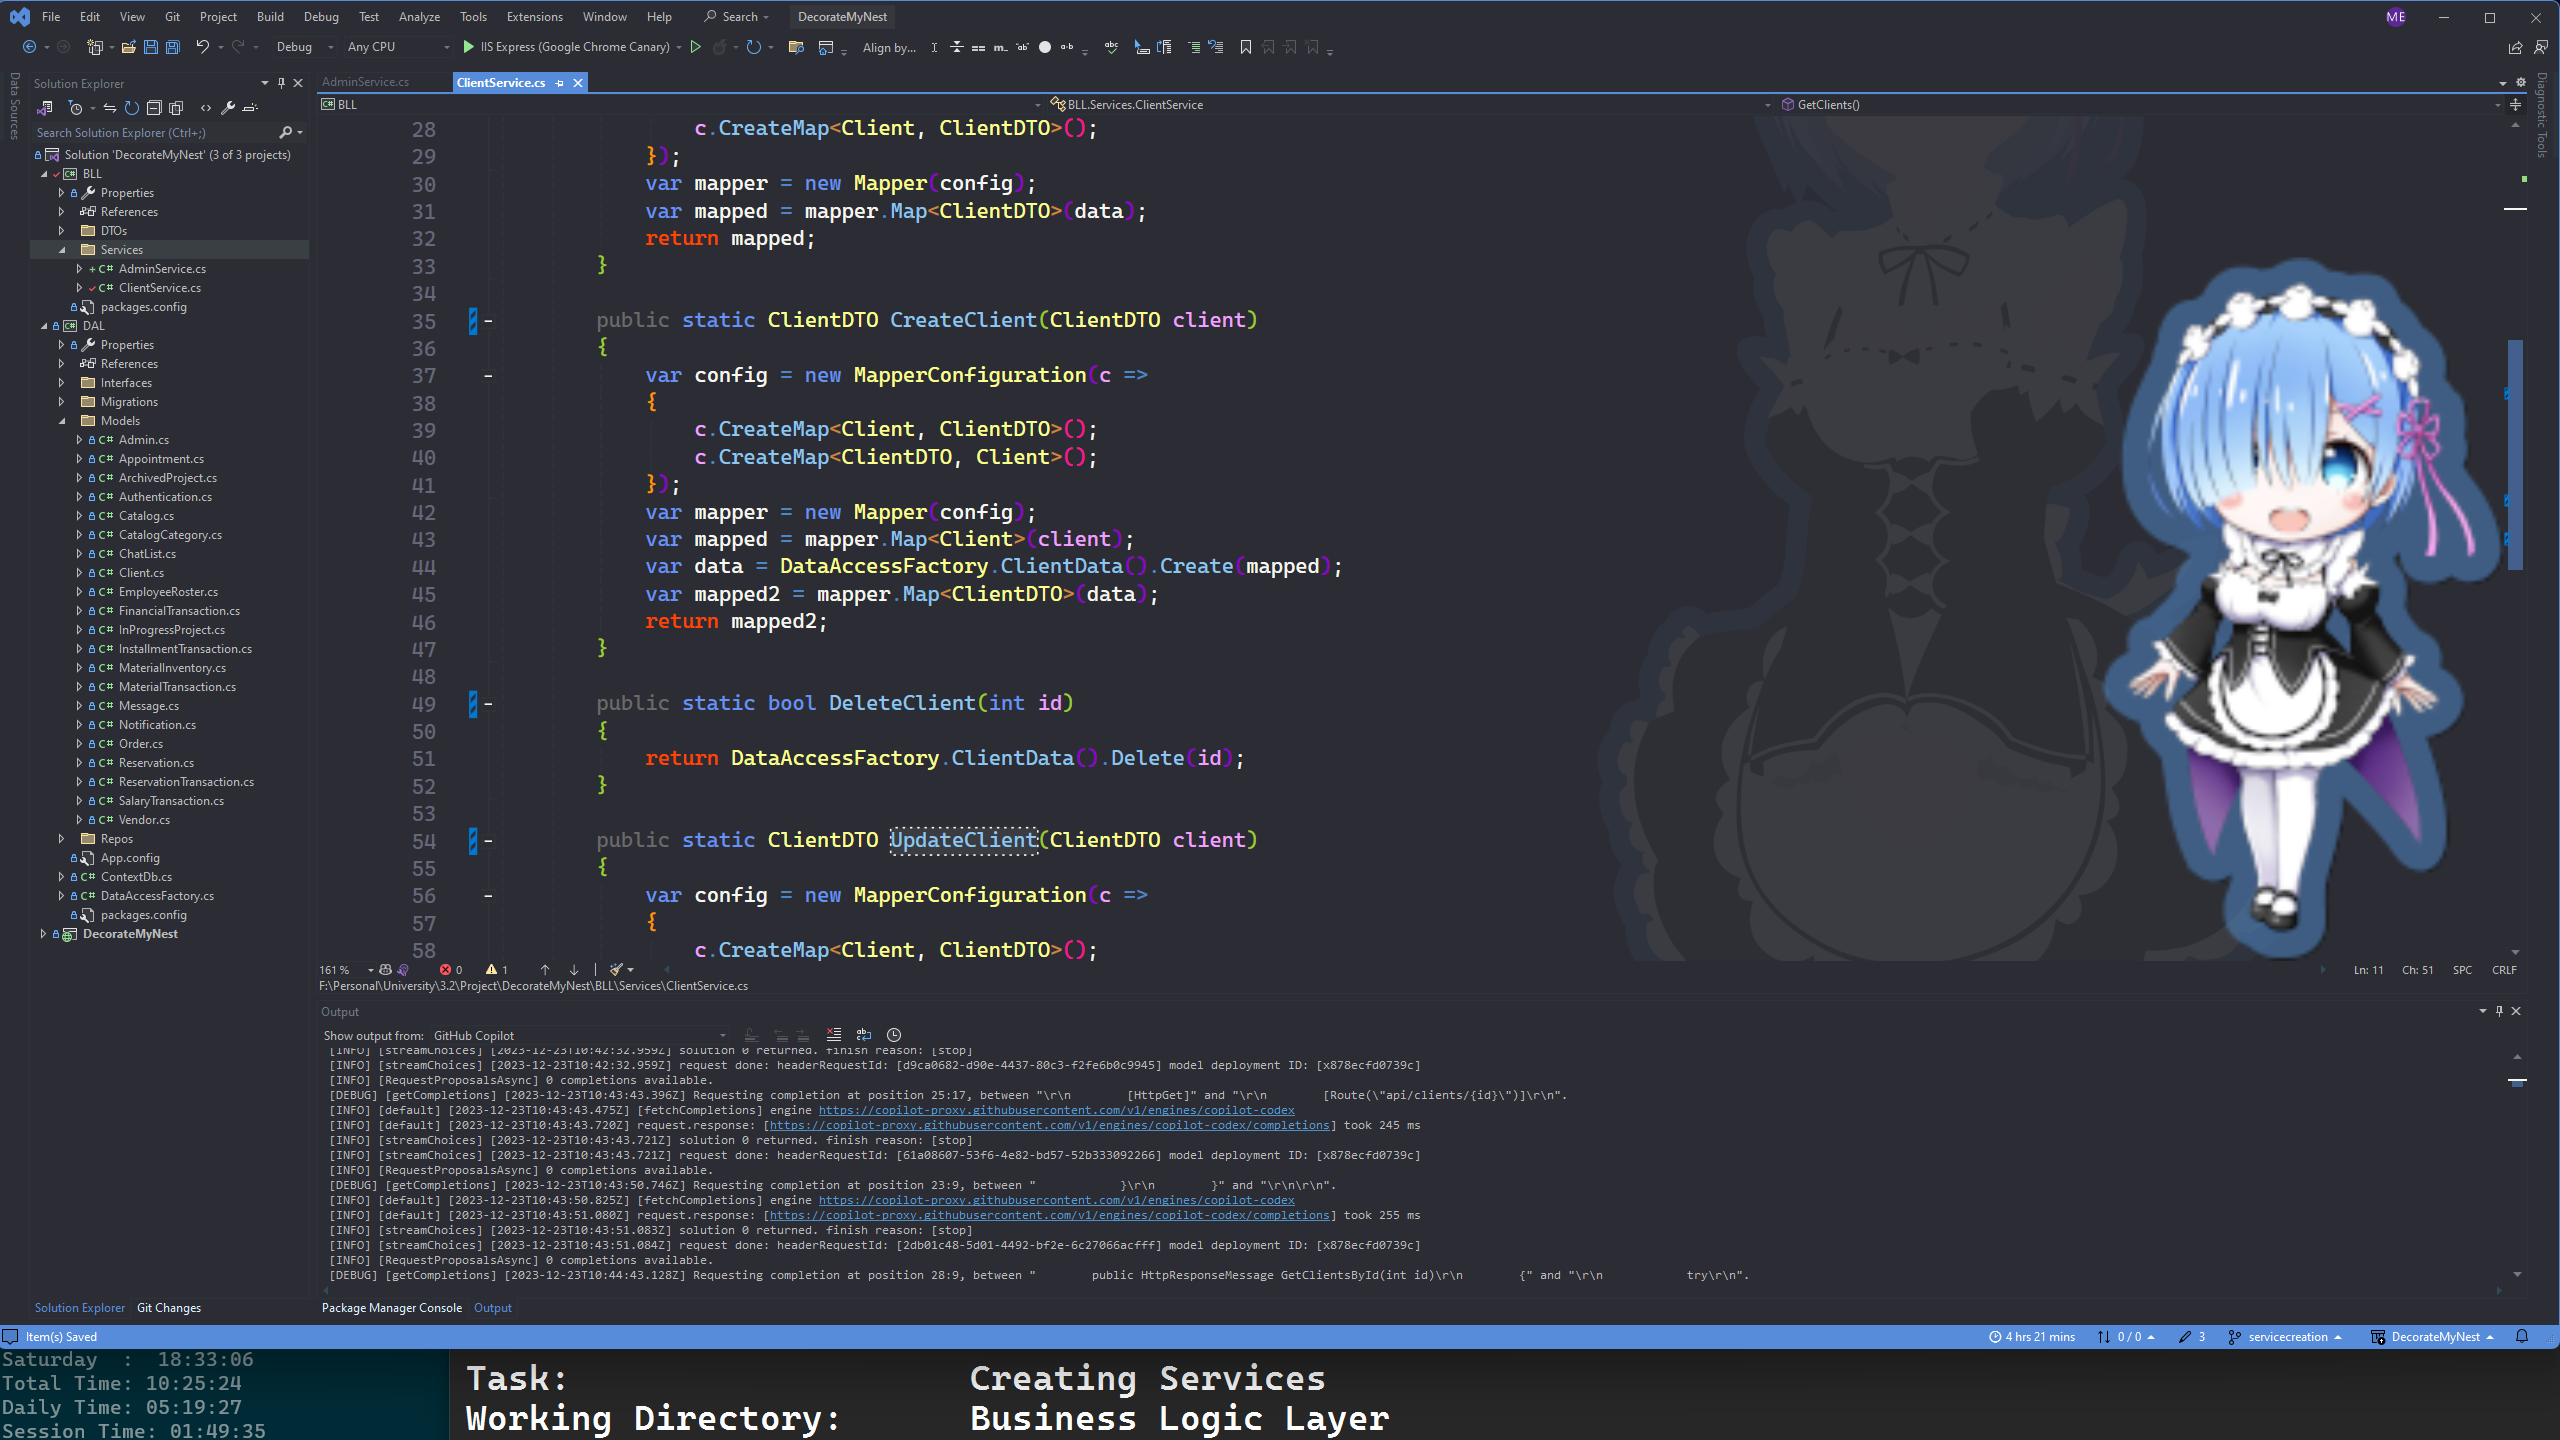 File Edit View Git Project Build Debug Test Analyze Tools Extensions Window Help Search DecorateMyNest ME
Debug Any CPU IIS Express (Google Chrome Canary) Align by...
Data Sources
Solution Explorer
Search Solution Explorer (Ctrl+;)
Solution 'DecorateMyNest' (3 of 3 projects)
BLL
Properties
References
DTOs
Services
C# AdminService.cs
C# ClientService.cs
packages.config
DAL
Properties
References
Interfaces
Migrations
Models
C# Admin.cs
C# Appointment.cs
C# ArchivedProject.cs
C# Authentication.cs
C# Catalog.cs
C# CatalogCategory.cs
C# ChatList.cs
C# Client.cs
C# EmployeeRoster.cs
C# FinancialTransaction.cs
C# InProgressProject.cs
C# InstallmentTransaction.cs
C# MaterialInventory.cs
C# MaterialTransaction.cs
C# Message.cs
C# Notification.cs
C# Order.cs
C# Reservation.cs
C# ReservationTransaction.cs
C# SalaryTransaction.cs
C# Vendor.cs
Repos
App.config
C# ContextDb.cs
C# DataAccessFactory.cs
packages.config
DecorateMyNest
Solution Explorer Git Changes
AdminService.cs ClientService.cs
BLL BLL.Services.ClientService GetClients()
Diagnostic Tools
28 c.CreateMap<Client, ClientDTO>();
29 });
30 var mapper = new Mapper(config);
31 var mapped = mapper.Map<ClientDTO>(data);
32 return mapped;
33 }
34
35 public static ClientDTO CreateClient(ClientDTO client)
36 {
37 var config = new MapperConfiguration(c =>
38 {
39 c.CreateMap<Client, ClientDTO>();
40 c.CreateMap<ClientDTO, Client>();
41 });
42 var mapper = new Mapper(config);
43 var mapped = mapper.Map<Client>(client);
44 var data = DataAccessFactory.ClientData().Create(mapped);
45 var mapped2 = mapper.Map<ClientDTO>(data);
46 return mapped2;
47 }
48
49 public static bool DeleteClient(int id)
50 {
51 return DataAccessFactory.ClientData().Delete(id);
52 }
53
54 public static ClientDTO UpdateClient(ClientDTO client)
55 {
56 var config = new MapperConfiguration(c =>
57 {
58 c.CreateMap<Client, ClientDTO>();
161 % 0 1 Ln: 11 Ch: 51 SPC CRLF
F:\Personal\University\3.2\Project\DecorateMyNest\BLL\Services\ClientService.cs
Output
Show output from: GitHub Copilot
[INFO] [streamChoices] [2023-12-23T10:42:32.959Z] solution 0 returned. finish reason: [stop]
[INFO] [streamChoices] [2023-12-23T10:42:32.959Z] request done: headerRequestId: [d9ca0682-d90e-4437-80c3-f2fe6b0c9945] model deployment ID: [x878ecfd0739c]
[INFO] [RequestProposalsAsync] 0 completions available.
[DEBUG] [getCompletions] [2023-12-23T10:43:43.396Z] Requesting completion at position 25:17, between "\r\n [HttpGet]" and "\r\n [Route(\"api/clients/{id}\")]\r\n".
[INFO] [default] [2023-12-23T10:43:43.475Z] [fetchCompletions] engine https://copilot-proxy.githubusercontent.com/v1/engines/copilot-codex
[INFO] [default] [2023-12-23T10:43:43.720Z] request.response: [https://copilot-proxy.githubusercontent.com/v1/engines/copilot-codex/completions] took 245 ms
[INFO] [streamChoices] [2023-12-23T10:43:43.721Z] solution 0 returned. finish reason: [stop]
[INFO] [streamChoices] [2023-12-23T10:43:43.721Z] request done: headerRequestId: [61a08607-53f6-4e82-bd57-52b333092266] model deployment ID: [x878ecfd0739c]
[INFO] [RequestProposalsAsync] 0 completions available.
[DEBUG] [getCompletions] [2023-12-23T10:43:50.746Z] Requesting completion at position 23:9, between " }\r\n }" and "\r\n\r\n".
[INFO] [default] [2023-12-23T10:43:50.825Z] [fetchCompletions] engine https://copilot-proxy.githubusercontent.com/v1/engines/copilot-codex
[INFO] [default] [2023-12-23T10:43:51.080Z] request.response: [https://copilot-proxy.githubusercontent.com/v1/engines/copilot-codex/completions] took 255 ms
[INFO] [streamChoices] [2023-12-23T10:43:51.083Z] solution 0 returned. finish reason: [stop]
[INFO] [streamChoices] [2023-12-23T10:43:51.084Z] request done: headerRequestId: [2db01c48-5d01-4492-bf2e-6c27066acfff] model deployment ID: [x878ecfd0739c]
[INFO] [RequestProposalsAsync] 0 completions available.
[DEBUG] [getCompletions] [2023-12-23T10:44:43.128Z] Requesting completion at position 28:9, between " public HttpResponseMessage GetClientsById(int id)\r\n {" and "\r\n try\r\n".
Package Manager Console Output
Item(s) Saved 4 hrs 21 mins 0 / 0 3 servicecreation DecorateMyNest
Saturday : 18:33:06
Total Time: 10:25:24
Daily Time: 05:19:27
Session Time: 01:49:35
Task: Creating Services
Working Directory: Business Logic Layer